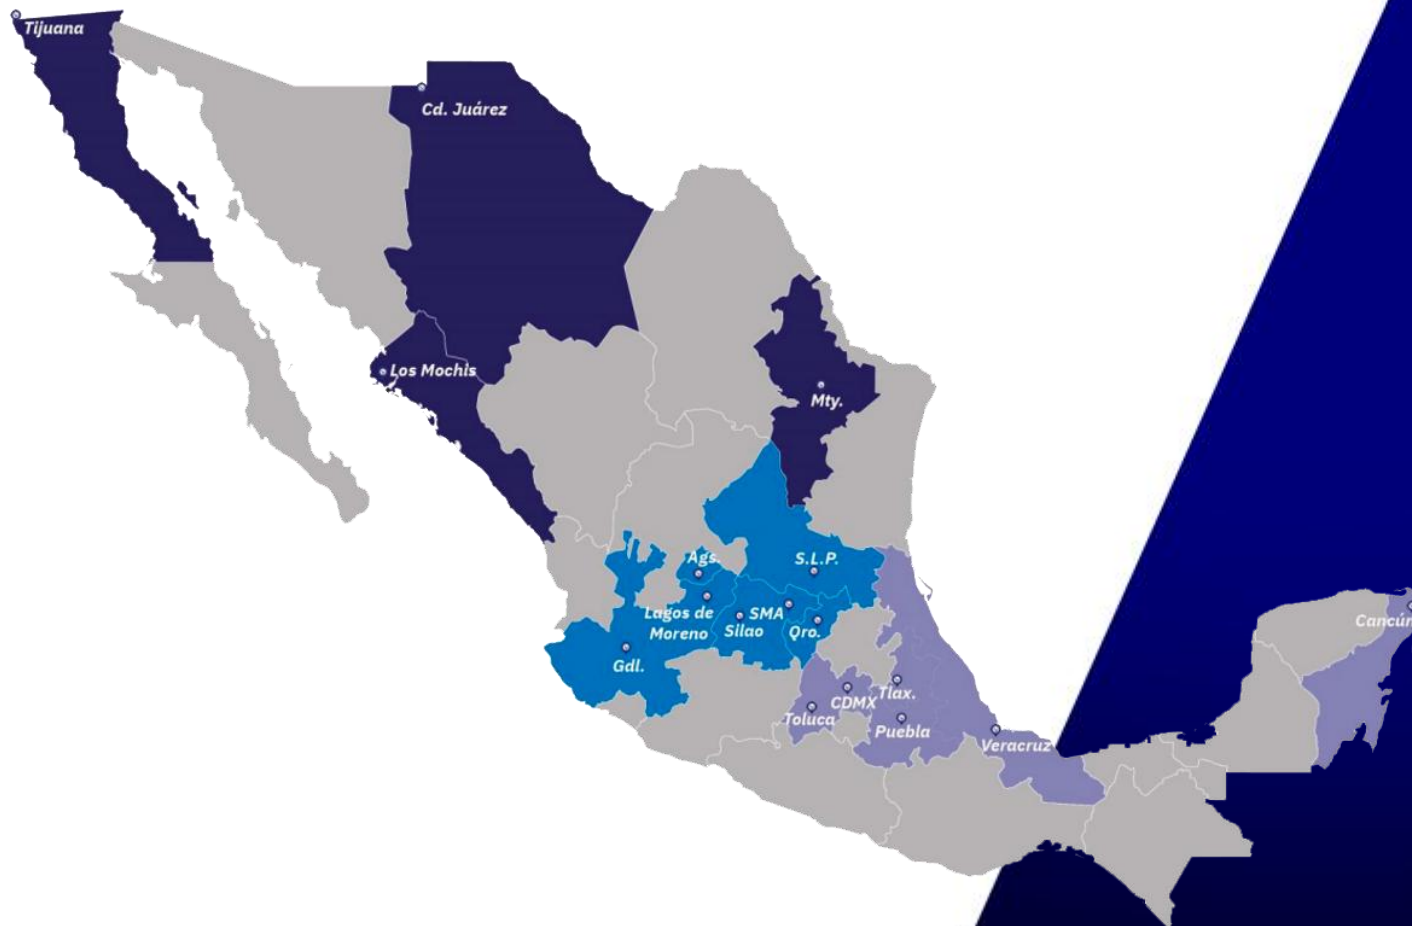 Tijuana
Cd. Juárez
Los Mochis
Mty.
Ags.
S.L.P.
Lagos de
Moreno
SMA
Silao
Qro.
Gdl.
CDMX
Tlax.
Toluca
Puebla
Veracruz
Cancún